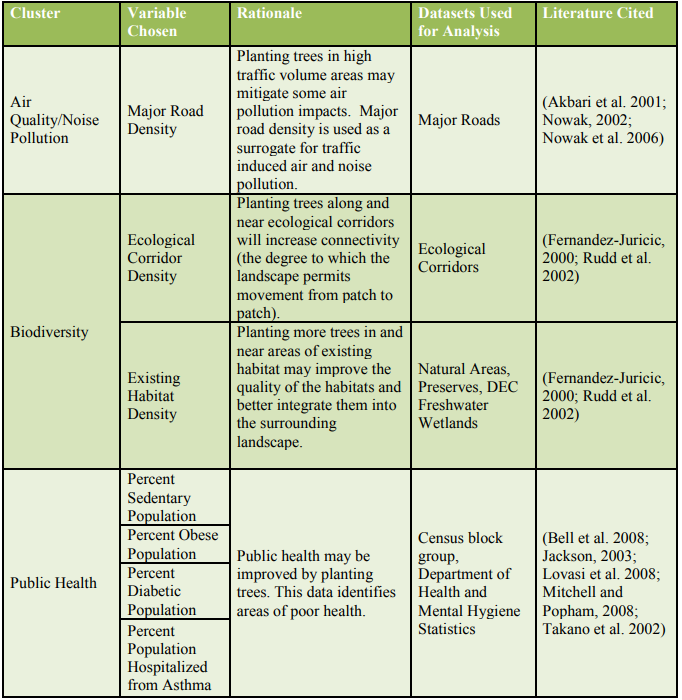 Cluster
Variable
Chosen
Rationale
Datasets Used
for Analysis
Literature Cited
Air
Quality/Noise
Pollution
Major Road
Density
Planting trees in high
traffic volume areas may
mitigate some air
pollution impacts.  Major
road density is used as a
surrogate for traffic
induced air and noise
pollution.
Major Roads
(Akbari et al. 2001;
Nowak, 2002;
Nowak et al. 2006)
Biodiversity
Ecological
Corridor
Density
Planting trees along and
near ecological corridors
will increase connectivity
(the degree to which the
landscape permits
movement from patch to
patch).
Ecological
Corridors
(Fernandez-Juricic,
2000; Rudd et al.
2002)
Existing
Habitat
Density
Planting more trees in and
near areas of existing
habitat may improve the
quality of the habitats and
better integrate them into
the surrounding
landscape.
Natural Areas,
Preserves, DEC
Freshwater
Wetlands
(Fernandez-Juricic,
2000; Rudd et al.
2002)
Public Health
Percent
Sedentary
Population
Percent Obese
Population
Percent
Diabetic
Population
Percent
Population
Hospitalized
from Asthma
Public health may be
improved by planting
trees. This data identifies
areas of poor health.
Census block
group,
Department of
Health and
Mental Hygiene
Statistics
(Bell et al. 2008;
Jackson, 2003;
Lovasi et al. 2008;
Mitchell and
Popham, 2008;
Takano et al. 2002)